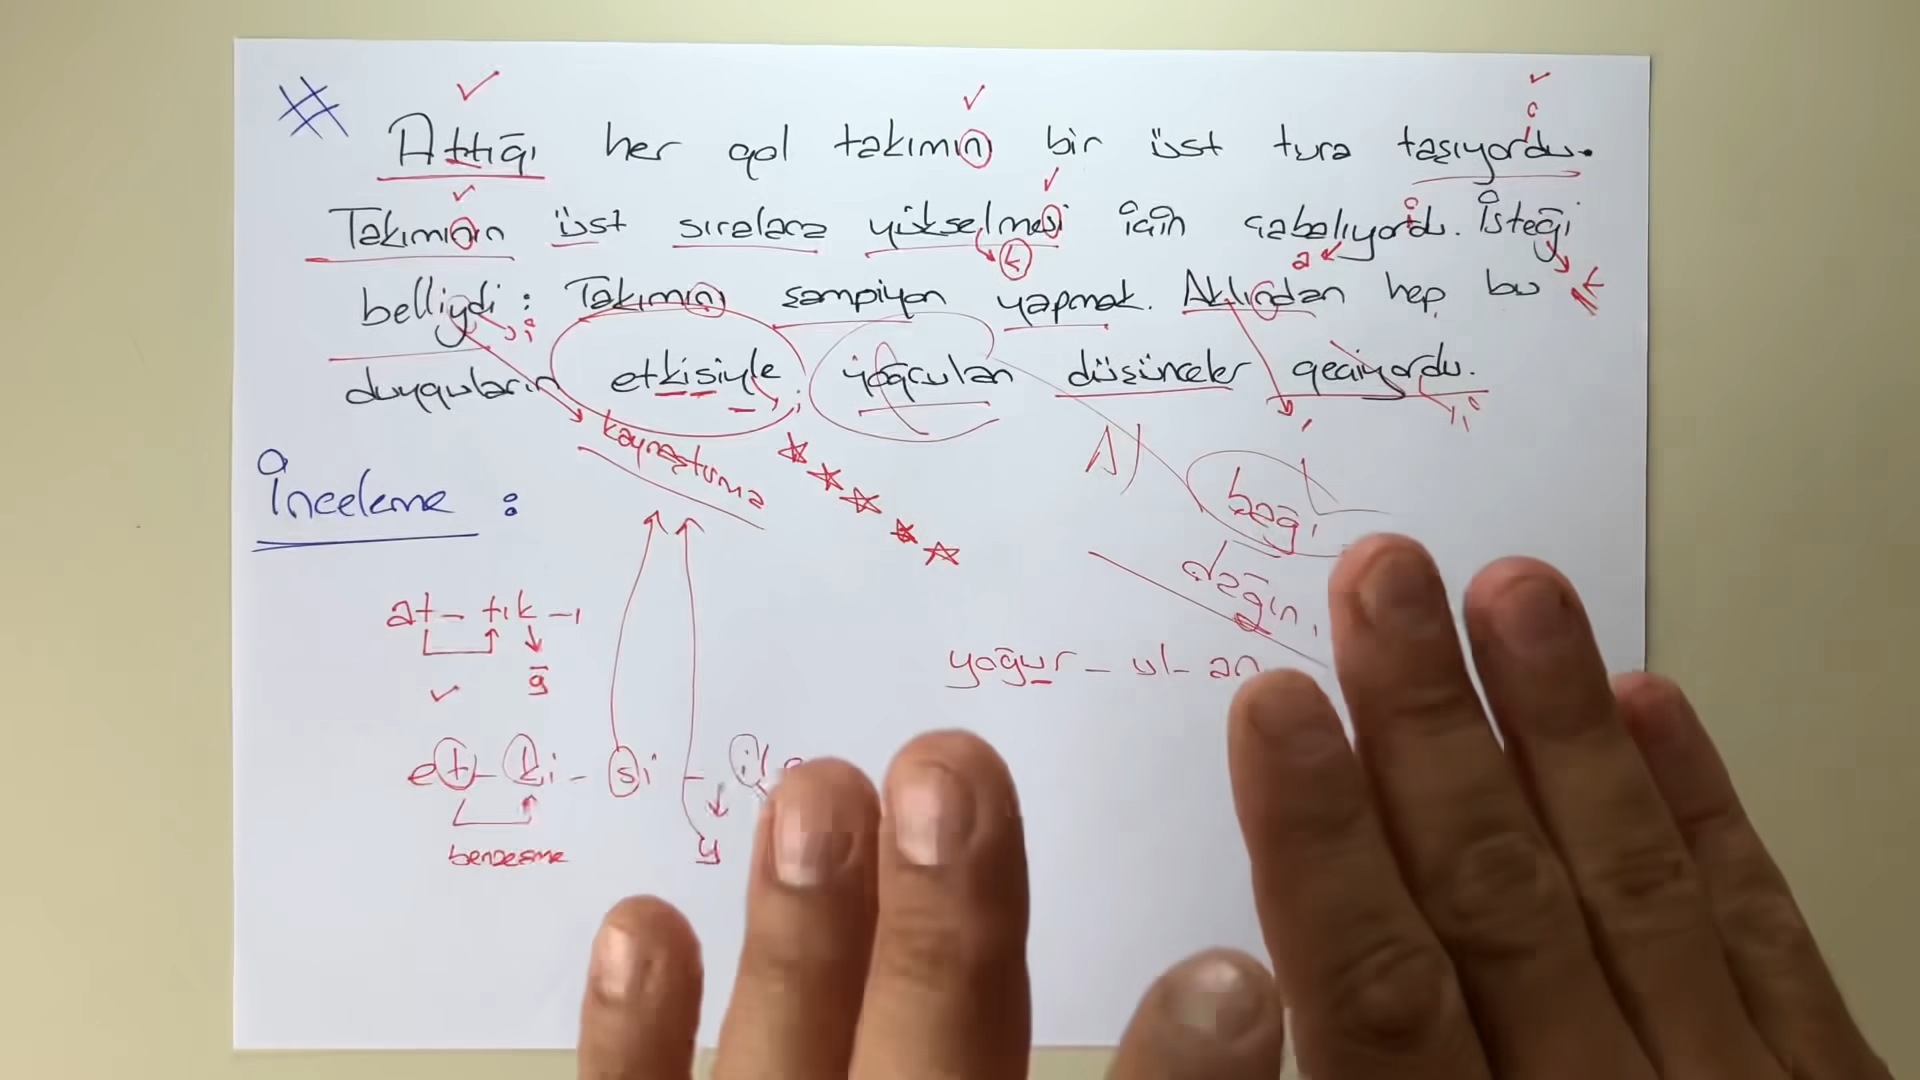 Attığı her gol takımını bir üst tura taşıyordu.
Takımının üst sıralara yükselmesi için çabalıyordu. İsteği
k
a
belliydi : Takımını şampiyon yapmak. Aklından hep bu
duyguların etkisiyle yoğrulan düşünceler geçiyordu.
kaynaştırma
A)
İnceleme :
bağı
dağın
at - tık - ı
ğ
yoğur - ul - an
et - ki - si - ile
benzeşme
y